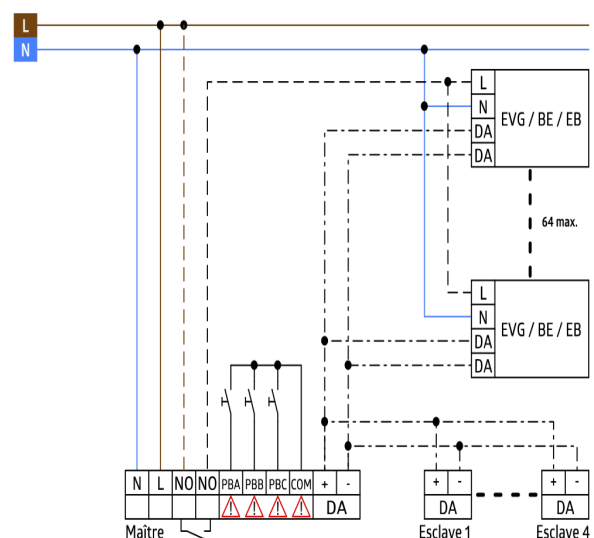 L
N
L
N
DA
DA
EVG / BE / EB
64 max.
L
N
DA
DA
EVG / BE / EB
N L NO NO PBA PBB PBC COM + -
DA
Maître
+ -
DA
Esclave 1
+ -
DA
Esclave 4